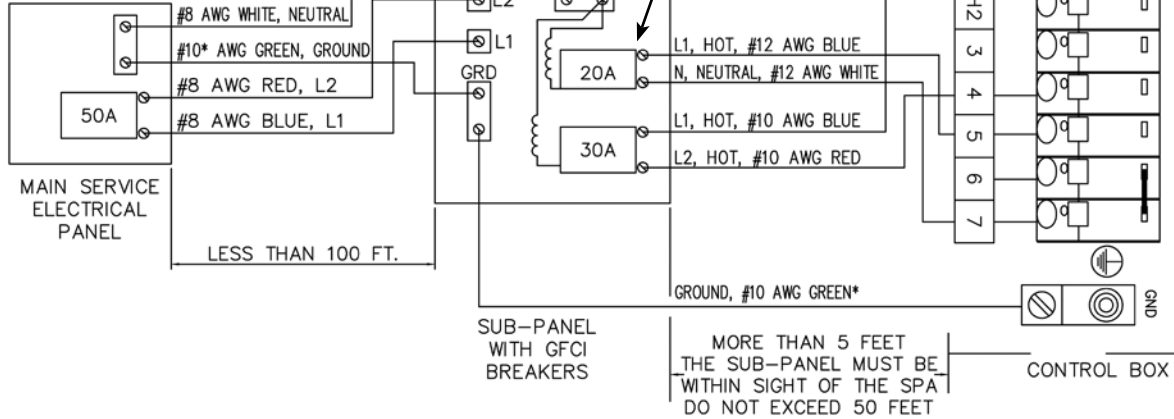 #8 AWG WHITE, NEUTRAL
#10* AWG GREEN, GROUND
#8 AWG RED, L2
#8 AWG BLUE, L1
50A
MAIN SERVICE
ELECTRICAL
PANEL
LESS THAN 100 FT.
L2
L1
GRD
20A
30A
L1, HOT, #12 AWG BLUE
N, NEUTRAL, #12 AWG WHITE
L1, HOT, #10 AWG BLUE
L2, HOT, #10 AWG RED
H2
3
4
5
6
7
GROUND, #10 AWG GREEN*
GND
SUB-PANEL
WITH GFCI
BREAKERS
MORE THAN 5 FEET
THE SUB-PANEL MUST BE
WITHIN SIGHT OF THE SPA
DO NOT EXCEED 50 FEET
CONTROL BOX